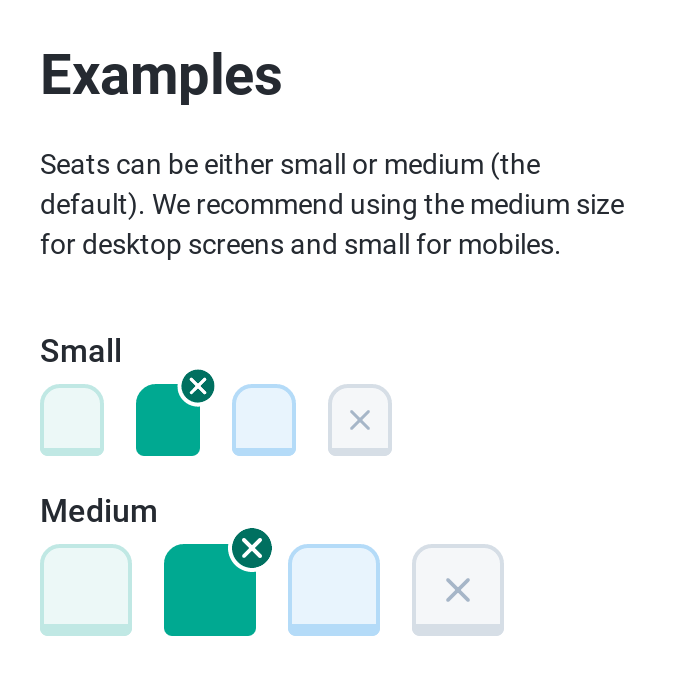 Examples
Seats can be either small or medium (the
default). We recommend using the medium size
for desktop screens and small for mobiles.
Small
Medium